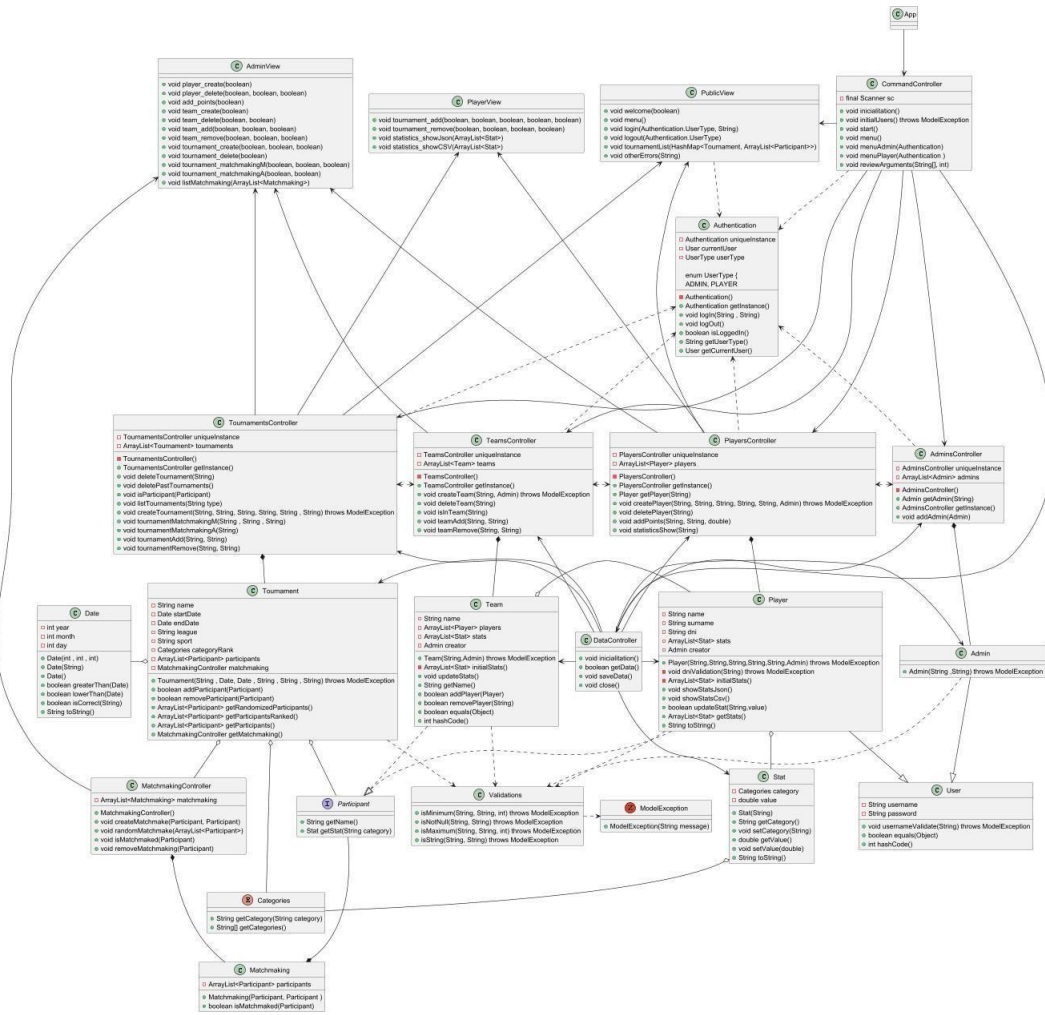 App
AdminView
void player_create(boolean)
void player_delete(boolean, boolean, boolean)
void add_points(boolean)
void team_create(boolean)
void team_delete(boolean, boolean)
void team_add(boolean, boolean)
void team_remove(boolean, boolean)
void tournament_create(boolean, boolean)
void tournament_delete(boolean)
void tournament_matchmakingM(boolean, boolean, boolean)
void tournament_matchmakingA(boolean, boolean)
void listMatchmaking(ArrayList<Matchmaking>)
PlayerView
void tournament_add(boolean, boolean, boolean, boolean)
void tournament_remove(boolean, boolean, boolean, boolean)
void statistics_showJson(ArrayList<Stat>)
void statistics_showCSV(ArrayList<Stat>)
PublicView
void welcome(boolean)
void menu()
void login(Authentication.UserType, String)
void logout(Authentication.UserType)
void tournamentList(HashMap<Tournament, ArrayList<Participant>>)
void otherErrors(String)
CommandController
final Scanner sc
void inicialitation()
void initialUsers() throws ModelException
void start()
void menu()
void menuAdmin(Authentication)
void menuPlayer(Authentication )
void reviewArguments(String[], int)
Authentication
Authentication uniqueInstance
User currentUser
UserType userType
enum UserType {
ADMIN, PLAYER
Authentication()
Authentication getInstance()
void logIn(String , String)
void logOut()
boolean isLoggedIn()
String getUserType()
User getCurrentUser()
TournamentsController
TournamentsController uniqueInstance
ArrayList<Tournament> tournaments
TournamentsController()
TournamentsController getInstance()
void deleteTournament(String)
void deletePastTournaments()
void isParticipant(Participant)
void listTournaments(String type)
void createTournament(String, String, String, String, String , String) throws ModelException
void tournamentMatchmakingM(String , String , String)
void tournamentMatchmakingA(String)
void tournamentAdd(String, String)
void tournamentRemove(String, String)
TeamsController
TeamsController uniqueInstance
ArrayList<Team> teams
TeamsController()
TeamsController getInstance()
void createTeam(String, Admin) throws ModelException
void deleteTeam(String)
void isInTeam(String)
void teamAdd(String, String)
void teamRemove(String, String)
PlayersController
PlayersController uniqueInstance
ArrayList<Player> players
PlayersController()
PlayersController getInstance()
Player getPlayer(String)
void createPlayer(String, String, String, String, String, Admin) throws ModelException
void deletePlayer(String)
void addPoints(String, String, double)
void statisticsShow(String)
AdminsController
AdminsController uniqueInstance
ArrayList<Admin> admins
AdminsController()
Admin getAdmin(String)
AdminsController getInstance()
void addAdmin(Admin)
Date
int year
int month
int day
Date(int , int , int)
Date(String)
Date()
boolean greaterThan(Date)
boolean lowerThan(Date)
boolean isCorrect(String)
String toString()
Tournament
String name
Date startDate
Date endDate
String league
String sport
Categories categoryRank
ArrayList<Participant> participants
MatchmakingController matchmaking
Tournament(String , Date, Date , String , String , String) throws ModelException
boolean addParticipant(Participant)
boolean removeParticipant(Participant)
ArrayList<Participant> getRandomizedParticipants()
ArrayList<Participant> getParticipantsRanked()
ArrayList<Participant> getParticipants()
MatchmakingController getMatchmaking()
Team
String name
ArrayList<Player> players
ArrayList<Stat> stats
Admin creator
Team(String,Admin) throws ModelException
ArrayList<Stat> initialStats()
void updateStats()
String getName()
boolean addPlayer(Player)
boolean removePlayer(String)
boolean equals(Object)
int hashCode()
DataController
void inicialitation()
boolean getData()
void saveData()
void close()
Player
String name
String surname
String dni
ArrayList<Stat> stats
Admin creator
Player(String,String,String,String,String,Admin) throws ModelException
void dniValidation(String) throws ModelException
ArrayList<Stat> initialStats()
void showStatsJson()
void showStatsCsv()
boolean updateStat(String,value)
ArrayList<Stat> getStats()
String toString()
Admin
Admin(String ,String) throws ModelException
MatchmakingController
ArrayList<Matchmaking> matchmaking
MatchmakingController()
void createMatchmake(Participant, Participant)
void randomMatchmake(ArrayList<Participant>)
void isMatchmaked(Participant)
void removeMatchmaking(Participant)
Participant
String getName()
Stat getStat(String category)
Validations
isMinimum(String, String, int) throws ModelException
isNotNull(String, String) throws ModelException
isMaximum(String, String, int) throws ModelException
isString(String, String) throws ModelException
ModelException
ModelException(String message)
Stat
Categories category
double value
Stat(String)
String getCategory()
void setCategory(String)
double getValue()
void setValue(double)
String toString()
User
String username
String password
void usernameValidate(String) throws ModelException
boolean equals(Object)
int hashCode()
Categories
String getCategory(String category)
String[] getCategories()
Matchmaking
ArrayList<Participant> participants
Matchmaking(Participant, Participant )
boolean isMatchmaked(Participant)